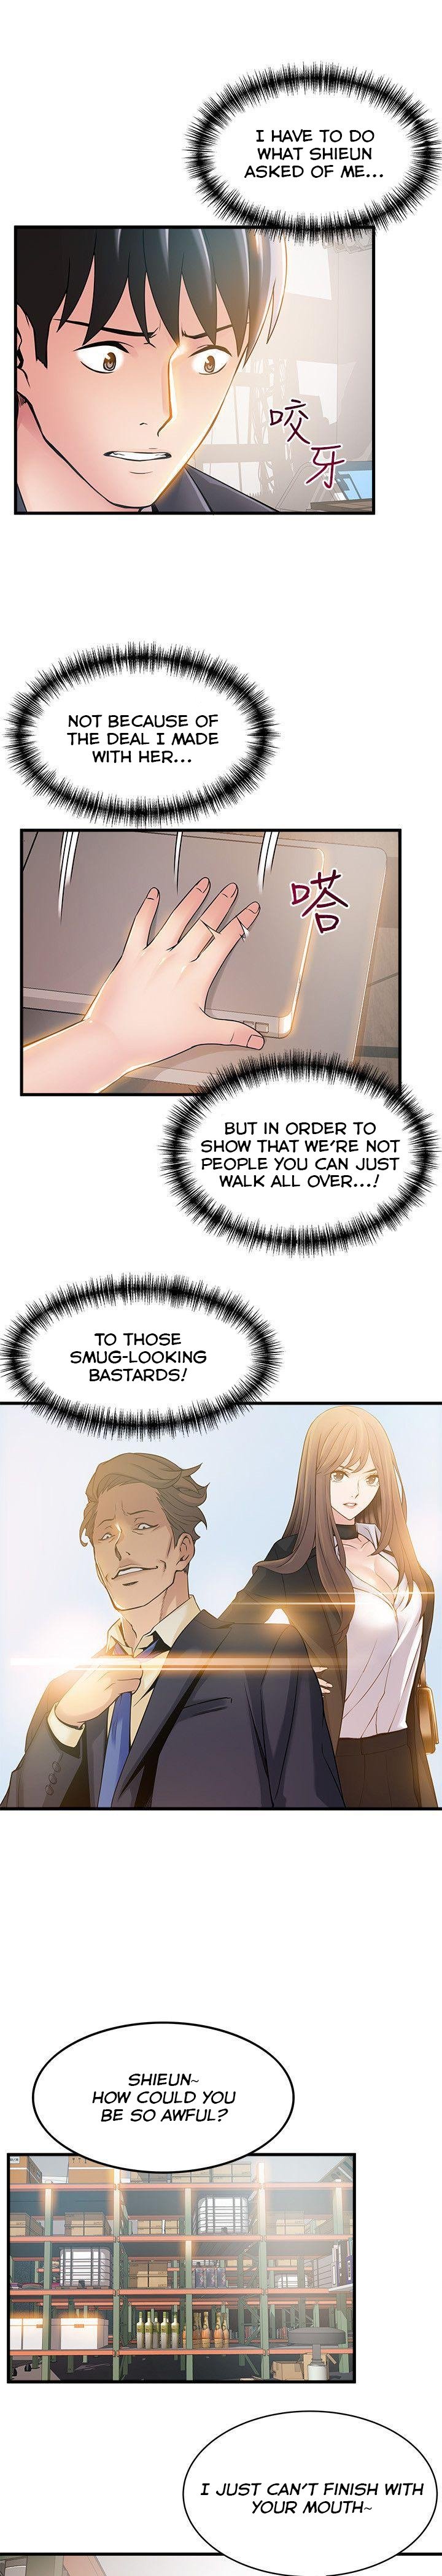 I HAVE TO DO
WHAT SHIEUN
ASKED OF ME...
咬
牙
NOT BECAUSE OF
THE DEAL I MADE
WITH HER...
嗒
BUT IN ORDER TO
SHOW THAT WE'RE NOT
PEOPLE YOU CAN JUST
WALK ALL OVER...!
TO THOSE
SMUG-LOOKING
BASTARDS!
SHIEUN~
HOW COULD YOU
BE SO AWFUL?
I JUST CAN'T FINISH WITH
YOUR MOUTH~